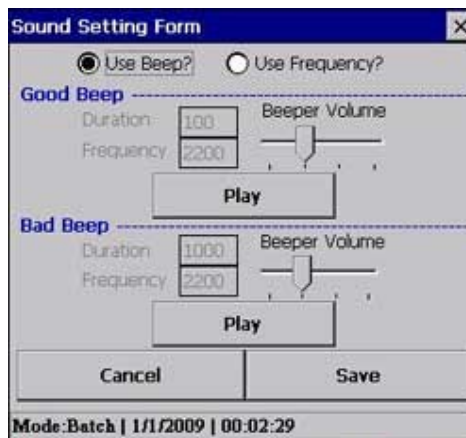 Sound Setting Form
Use Beep? Use Frequency?
Good Beep
Duration 100 Beeper Volume
Frequency 2200
Play
Bad Beep
Duration 1000 Beeper Volume
Frequency 2200
Play
Cancel Save
Mode:Batch | 1/1/2009 | 00:02:29